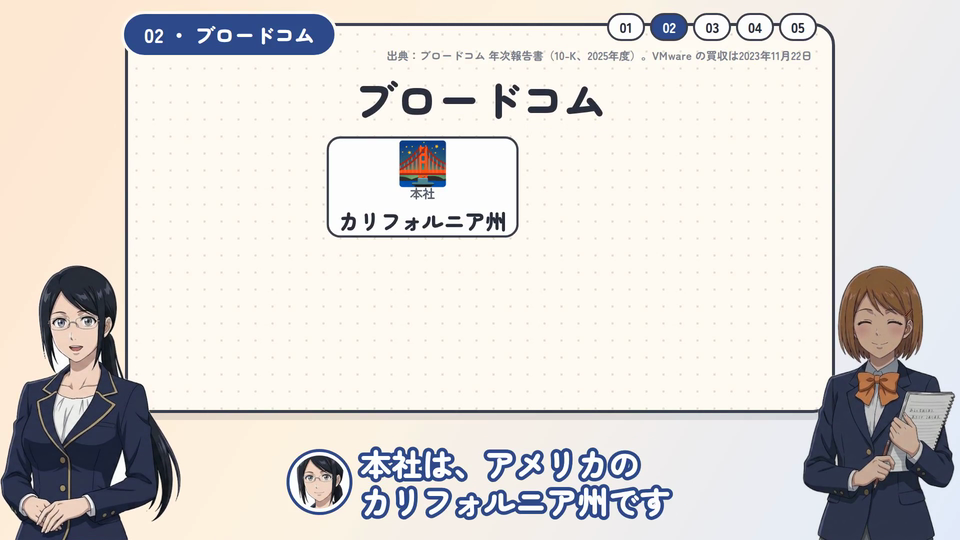 02 ・ ブロードコム
01 02 03 04 05
出典：ブロードコム 年次報告書（10-K、2025年度）。VMware の買収は2023年11月22日
ブロードコム
本社
カリフォルニア州
本社は、アメリカの
カリフォルニア州です